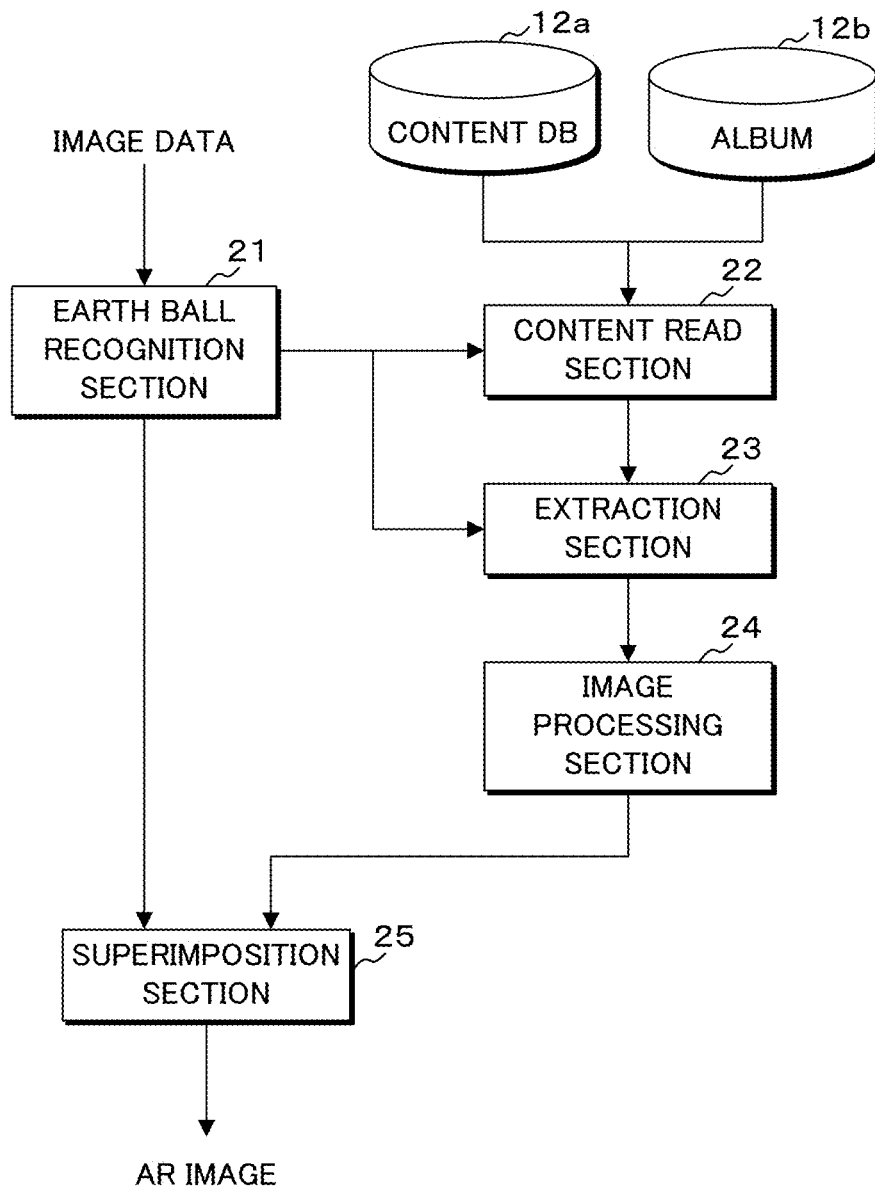 12a
12b
CONTENT DB
ALBUM
IMAGE DATA
21
EARTH BALL
RECOGNITION
SECTION
22
CONTENT READ
SECTION
23
EXTRACTION
SECTION
24
IMAGE
PROCESSING
SECTION
SUPERIMPOSITION
SECTION
25
AR IMAGE